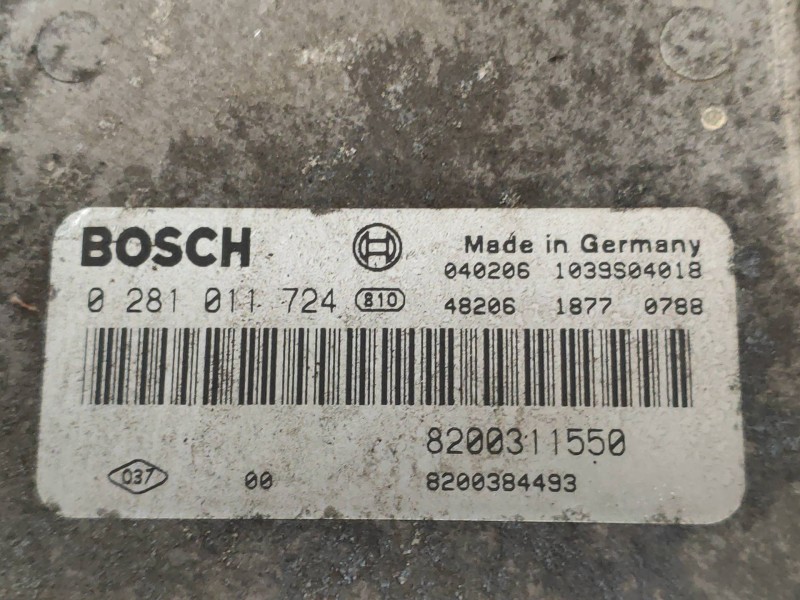 BOSCH
Made in Germany
040206 1039S04018
0 281 011 724 810
48206 1877 0788
8200311550
037 00 8200384493